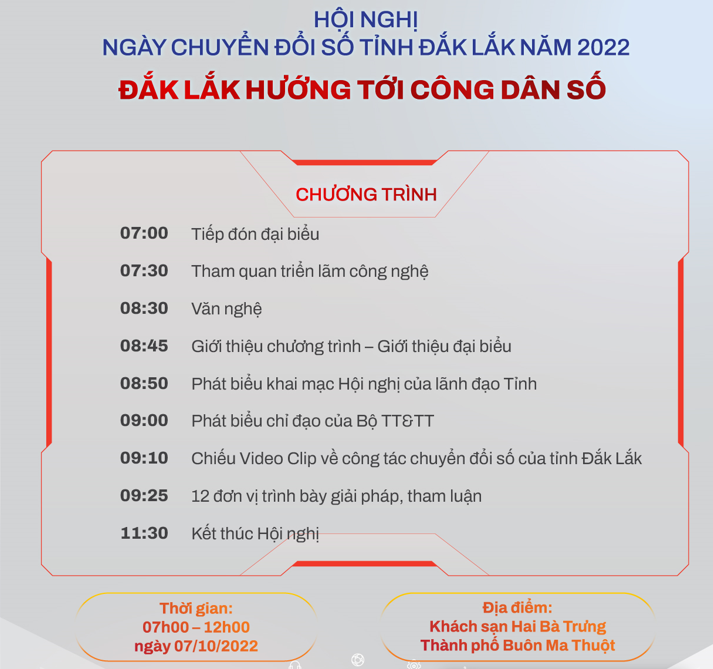 HỘI NGHỊ
NGÀY CHUYỂN ĐỔI SỐ TỈNH ĐẮK LẮK NĂM 2022
ĐẮK LẮK HƯỚNG TỚI CÔNG DÂN SỐ
CHƯƠNG TRÌNH
07:00 Tiếp đón đại biểu
07:30 Tham quan triển lãm công nghệ
08:30 Văn nghệ
08:45 Giới thiệu chương trình – Giới thiệu đại biểu
08:50 Phát biểu khai mạc Hội nghị của lãnh đạo Tỉnh
09:00 Phát biểu chỉ đạo của Bộ TT&TT
09:10 Chiếu Video Clip về công tác chuyển đổi số của tỉnh Đắk Lắk
09:25 12 đơn vị trình bày giải pháp, tham luận
11:30 Kết thúc Hội nghị
Thời gian:
07h00 – 12h00
ngày 07/10/2022
Địa điểm:
Khách sạn Hai Bà Trưng
Thành phố Buôn Ma Thuột